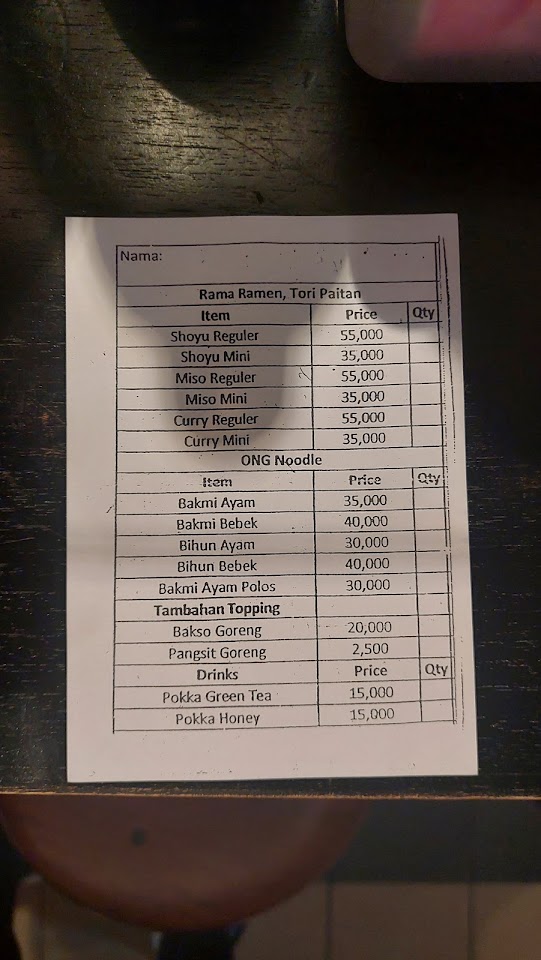 Nama:
Rama Ramen, Tori Paitan
Item Price Qty
Shoyu Reguler 55,000
Shoyu Mini 35,000
Miso Reguler 55,000
Miso Mini 35,000
Curry Reguler 55,000
Curry Mini 35,000
ONG Noodle
Item Price Qty
Bakmi Ayam 35,000
Bakmi Bebek 40,000
Bihun Ayam 30,000
Bihun Bebek 40,000
Bakmi Ayam Polos 30,000
Tambahan Topping
Bakso Goreng 20,000
Pangsit Goreng 2,500
Drinks Price Qty
Pokka Green Tea 15,000
Pokka Honey 15,000